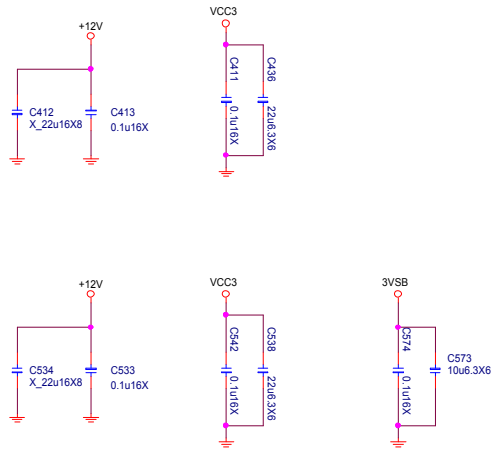 +12V
VCC3
C412
X_22u16X8
C413
0.1u16X
C411
0.1u16X
C436
22u6.3X6
+12V
VCC3
3VSB
C534
X_22u16X8
C533
0.1u16X
C542
0.1u16X
C538
22u6.3X6
C574
0.1u16X
C573
10u6.3X6